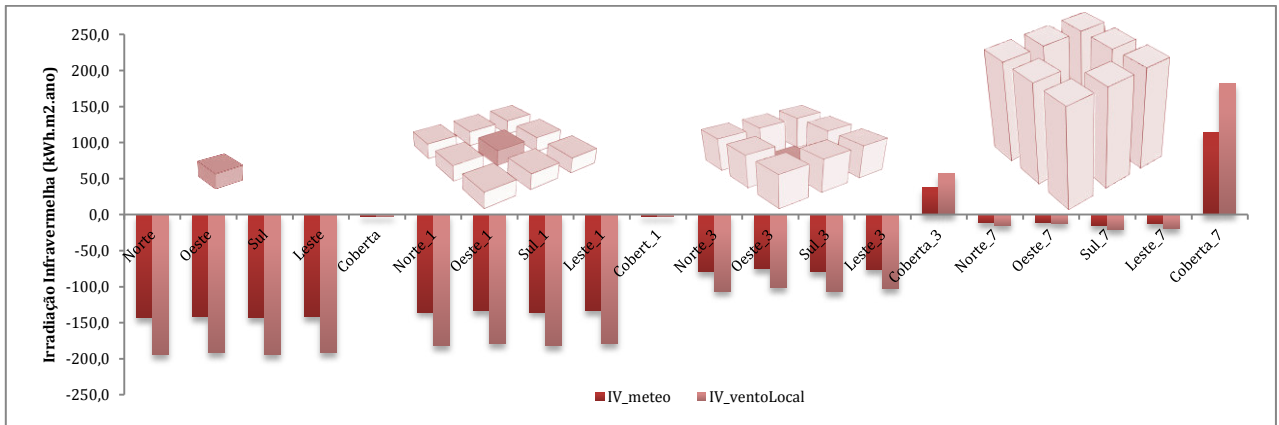 Irradiação Infravermelha (kWh.m2.ano)
250,0
200,0
150,0
100,0
50,0
0,0
-50,0
-100,0
-150,0
-200,0
-250,0
Norte
Oeste
Sul
Leste
Coberta
Norte_1
Oeste_1
Sul_1
Leste_1
Cobert_1
Norte_3
Oeste_3
Sul_3
Leste_3
Coberta_3
Norte_7
Oeste_7
Sul_7
Leste_7
Coberta_7
IV_meteo IV_ventoLocal